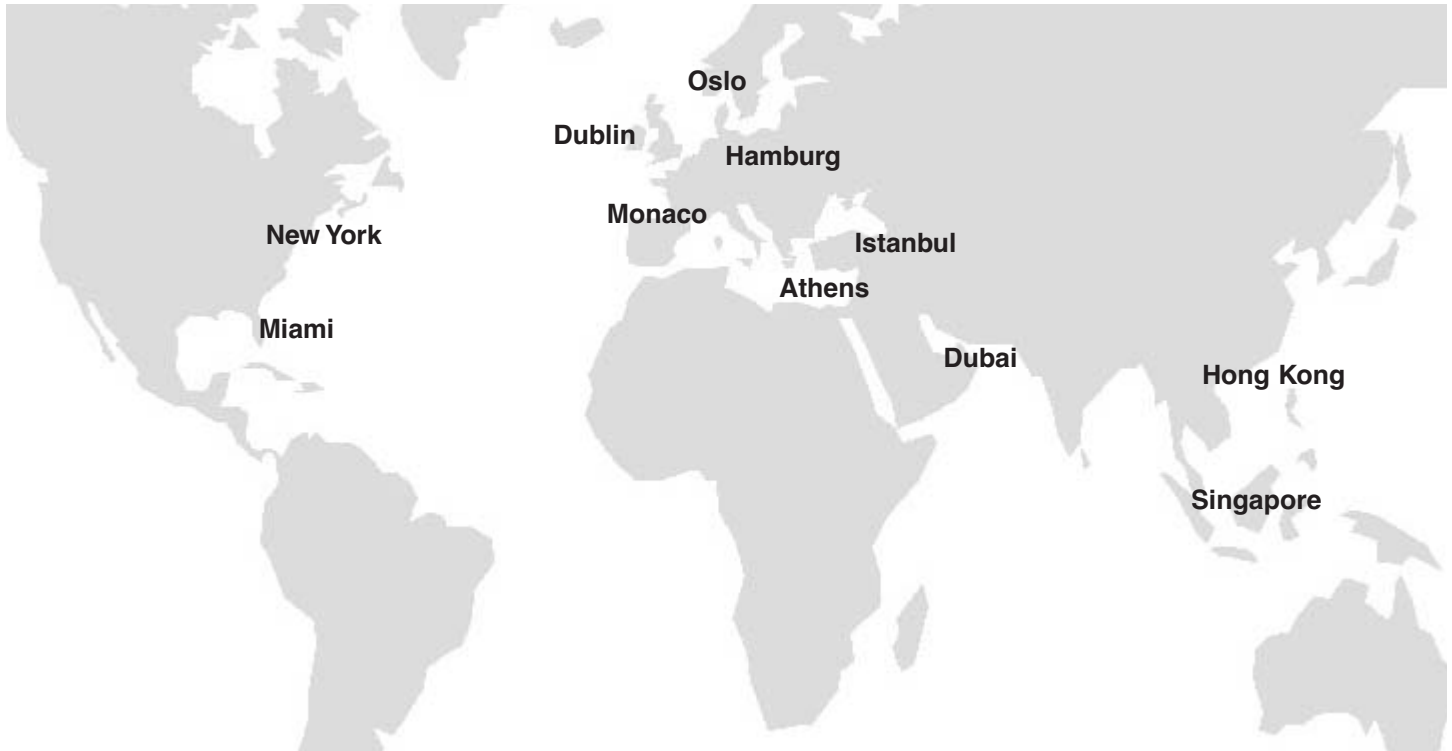 Oslo
Dublin
Hamburg
Monaco
New York
Istanbul
Athens
Miami
Dubai
Hong Kong
Singapore